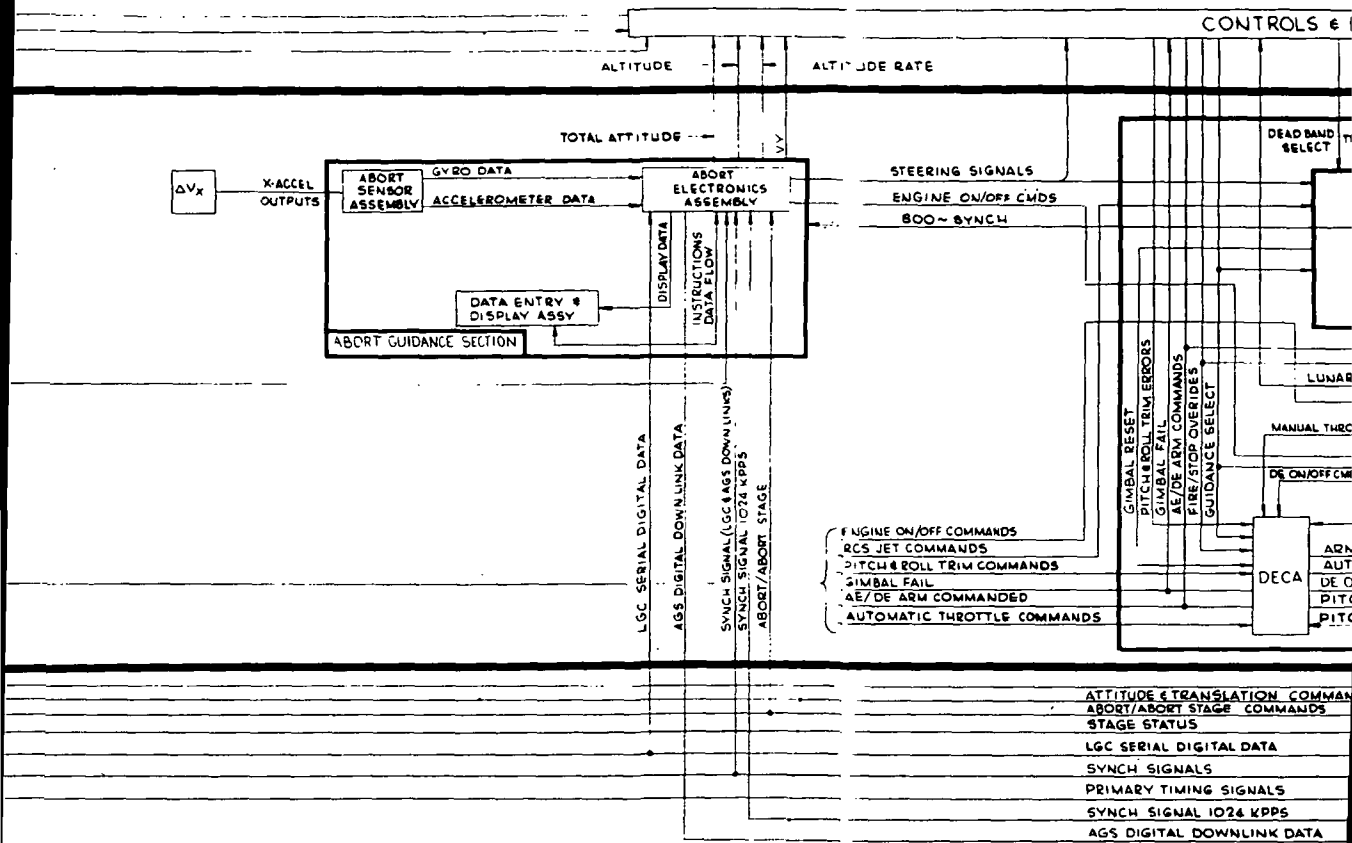 CONTROLS &
ALTITUDE
ALTITUDE RATE
TOTAL ATTITUDE
VY
DEAD BAND
SELECT
ΔVx
X-ACCEL
OUTPUTS
ABORT
SENSOR
ASSEMBLY
GYRO DATA
ACCELEROMETER DATA
ABORT
ELECTRONICS
ASSEMBLY
STEERING SIGNALS
ENGINE ON/OFF CMDS
800~ SYNCH
DISPLAY DATA
INSTRUCTIONS
DATA FLOW
DATA ENTRY &
DISPLAY ASSY
ABORT GUIDANCE SECTION
LUNAR
MANUAL THRO
DE ON/OFF CM
GIMBAL RESET
PITCH & ROLL TRIM ERRORS
GIMBAL FAIL
AE/DE ARM COMMANDS
FIRE/STOP OVERIDES
GUIDANCE SELECT
LGC SERIAL DIGITAL DATA
AGS DIGITAL DOWN LINK DATA
SYNCH SIGNAL (LGC & AGS DOWN LINKS)
SYNCH SIGNAL 1024 KPPS
ABORT/ABORT STAGE
ENGINE ON/OFF COMMANDS
RCS JET COMMANDS
PITCH & ROLL TRIM COMMANDS
GIMBAL FAIL
AE/DE ARM COMMANDED
AUTOMATIC THROTTLE COMMANDS
DECA
ARM
AUT
DE O
PITC
PITC
ATTITUDE & TRANSLATION COMMAN
ABORT/ABORT STAGE COMMANDS
STAGE STATUS
LGC SERIAL DIGITAL DATA
SYNCH SIGNALS
PRIMARY TIMING SIGNALS
SYNCH SIGNAL 1024 KPPS
AGS DIGITAL DOWNLINK DATA